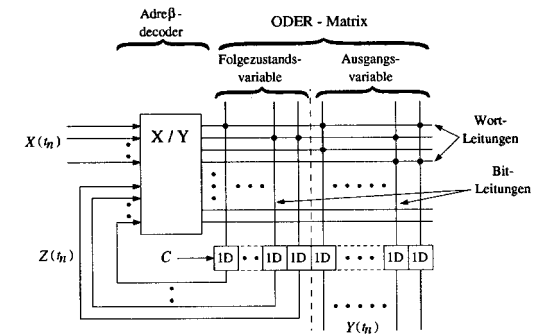 Adreβ-
decoder
ODER - Matrix
Folgezustands-
variable
Ausgangs-
variable
X / Y
Wort-
Leitungen
X(tn)
Bit-
Leitungen
Z(tn)
C
1D
1D
1D
1D
1D
1D
Y(tn)